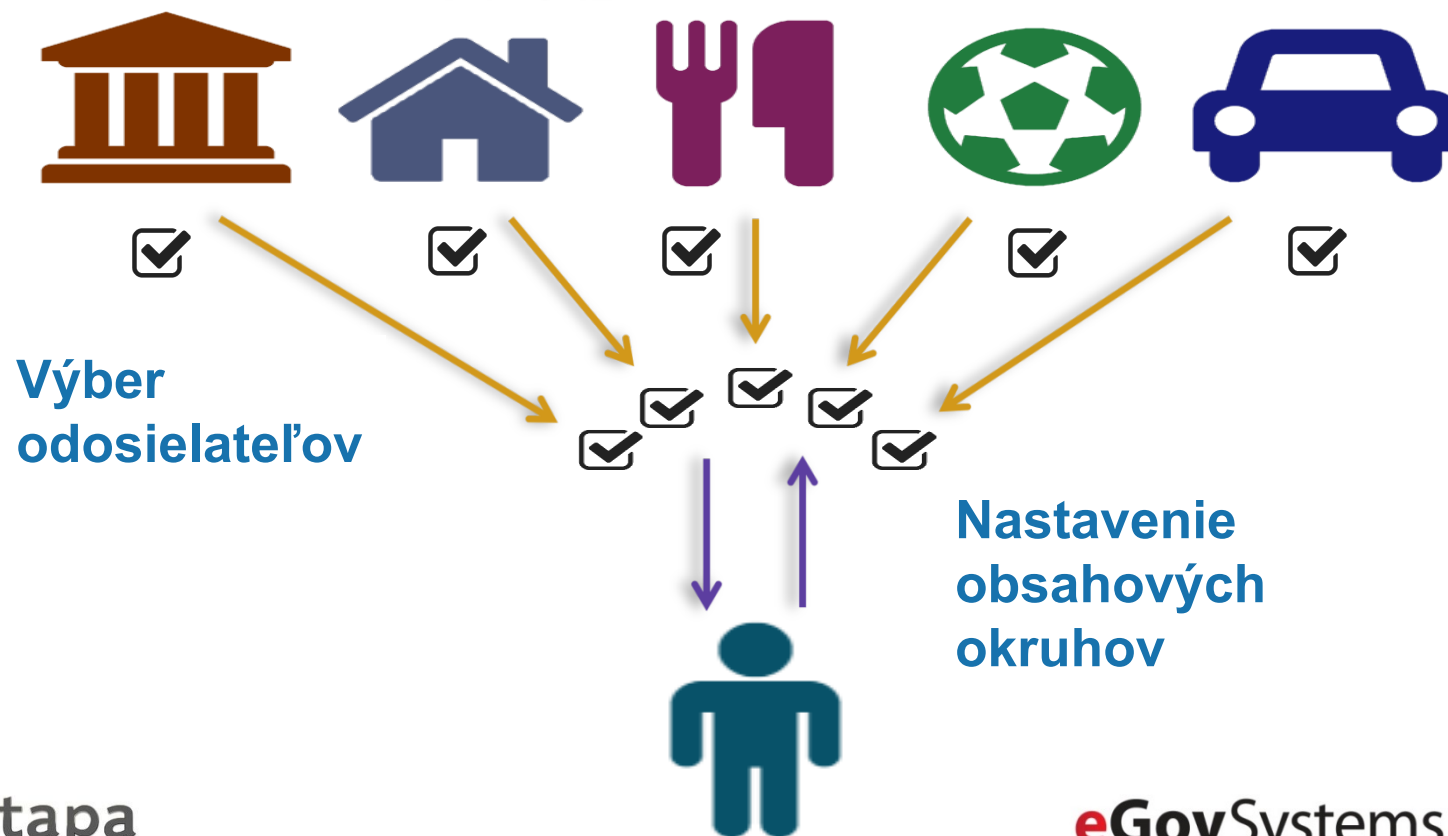 Výber
odosielateľov
Nastavenie
obsahových
okruhov
tapa
eGovSystems